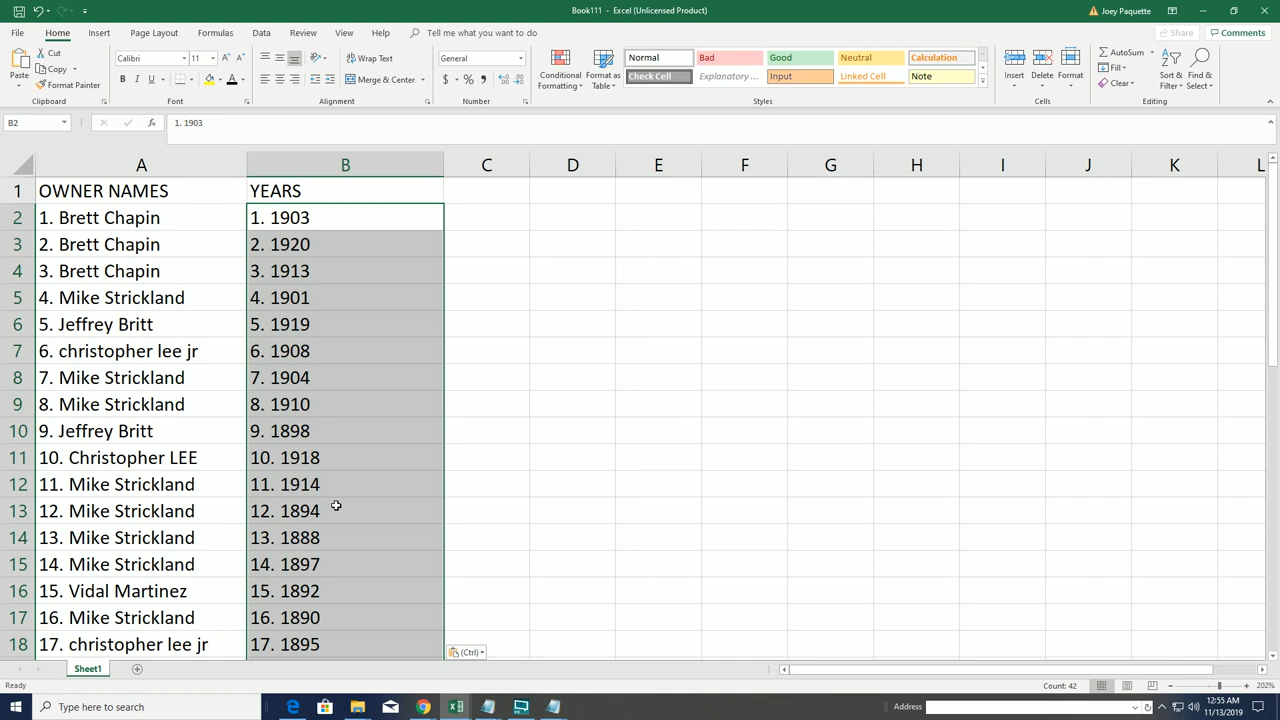 Book111 - Excel (Unlicensed Product)
Joey Paquette
File Home Insert Page Layout Formulas Data Review View Help Tell me what you want to do
Share Comments
Paste
Cut
Copy
Format Painter
Clipboard
Calibri 11
B I U
Font
Wrap Text
Merge & Center
Alignment
General
$ % ,
Number
Conditional Formatting
Format as Table
Normal Bad Good Neutral Calculation
Check Cell Explanatory ... Input Linked Cell Note
Styles
Insert Delete Format
Cells
AutoSum
Fill
Clear
Sort & Filter
Find & Select
Editing
B2
fx
1. 1903
A B C D E F G H I J K L
1 OWNER NAMES YEARS
2 1. Brett Chapin 1. 1903
3 2. Brett Chapin 2. 1920
4 3. Brett Chapin 3. 1913
5 4. Mike Strickland 4. 1901
6 5. Jeffrey Britt 5. 1919
7 6. christopher lee jr 6. 1908
8 7. Mike Strickland 7. 1904
9 8. Mike Strickland 8. 1910
10 9. Jeffrey Britt 9. 1898
11 10. Christopher LEE 10. 1918
12 11. Mike Strickland 11. 1914
13 12. Mike Strickland 12. 1894
14 13. Mike Strickland 13. 1888
15 14. Mike Strickland 14. 1897
16 15. Vidal Martinez 15. 1892
17 16. Mike Strickland 16. 1890
18 17. christopher lee jr 17. 1895
(Ctrl)
Sheet1
Ready
Count: 42
202%
Type here to search
Address
12:55 AM
11/13/2019